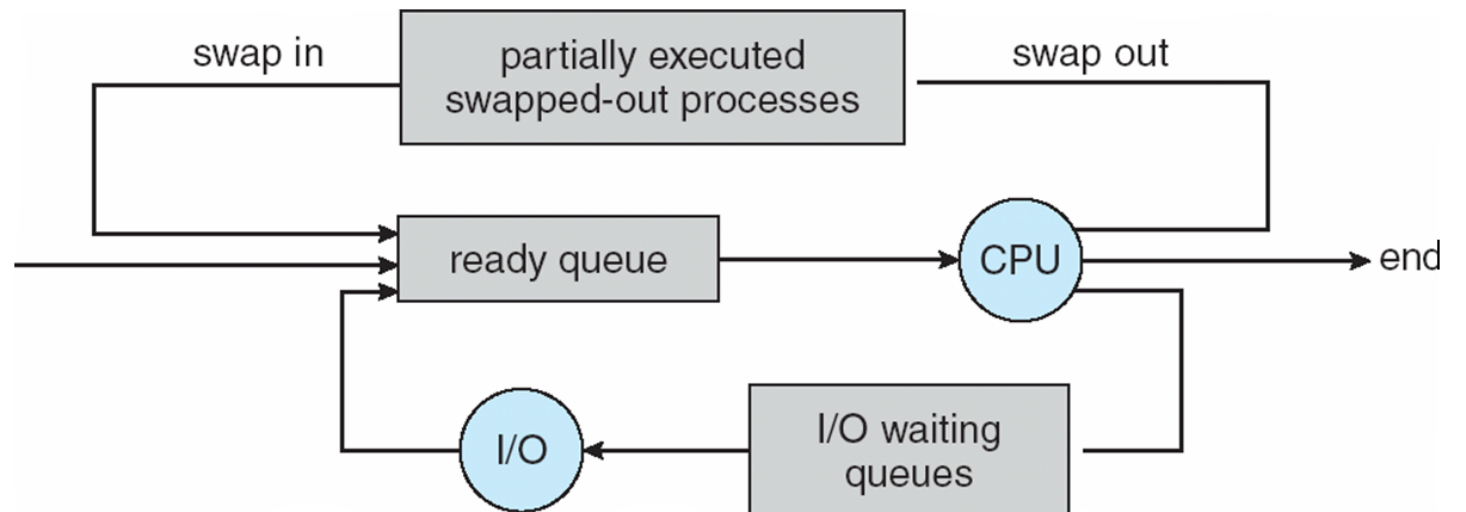 swap in
partially executed
swapped-out processes
swap out
ready queue
CPU
end
I/O
I/O waiting
queues